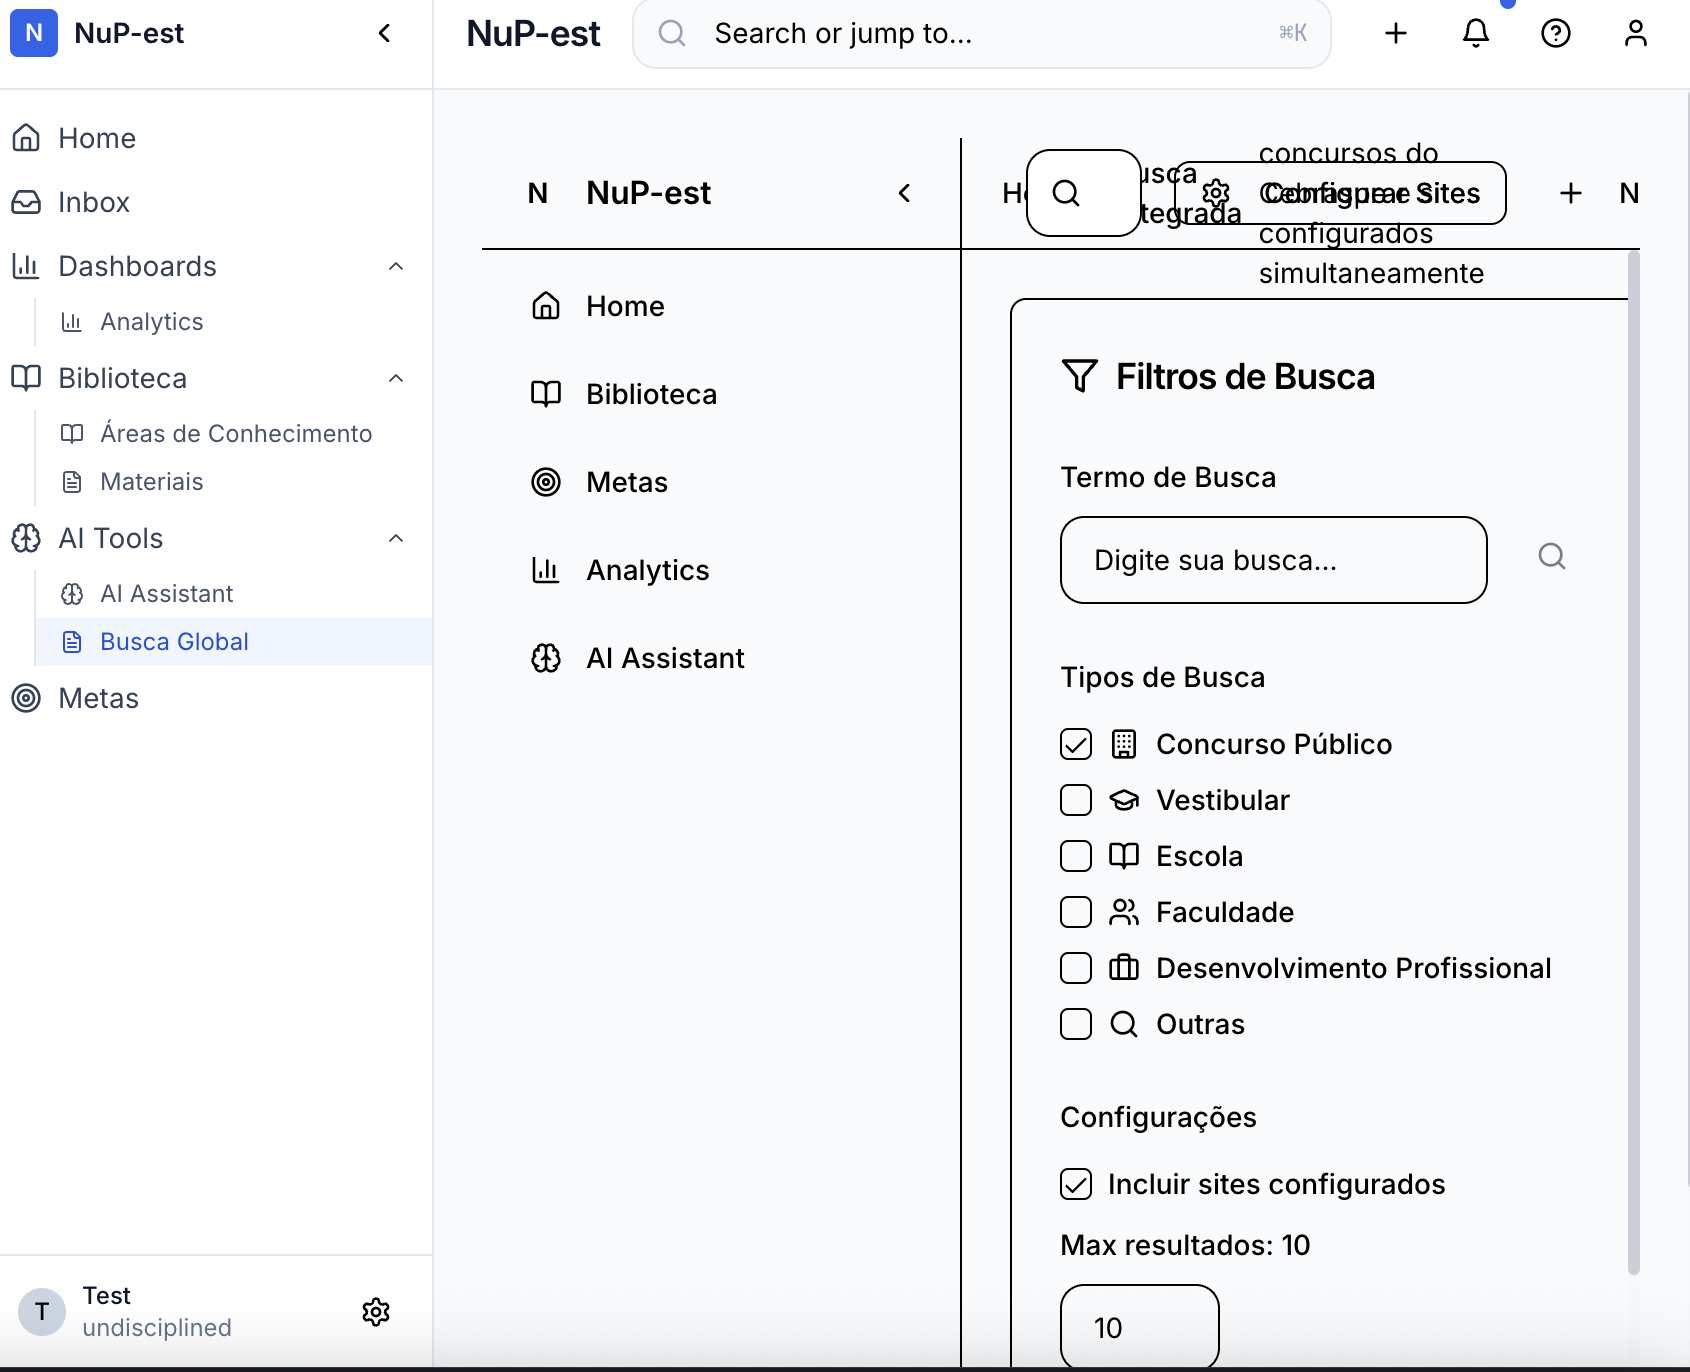 N NuP-est
NuP-est
Search or jump to...
⌘K
Home
Inbox
Dashboards
Analytics
Biblioteca
Áreas de Conhecimento
Materiais
AI Tools
AI Assistant
Busca Global
Metas
T
Test
undisciplined
N NuP-est
Home
Biblioteca
Metas
Analytics
AI Assistant
concursos do
Configurar Sites
configurados
simultaneamente
N
Filtros de Busca
Termo de Busca
Digite sua busca...
Tipos de Busca
Concurso Público
Vestibular
Escola
Faculdade
Desenvolvimento Profissional
Outras
Configurações
Incluir sites configurados
Max resultados: 10
10